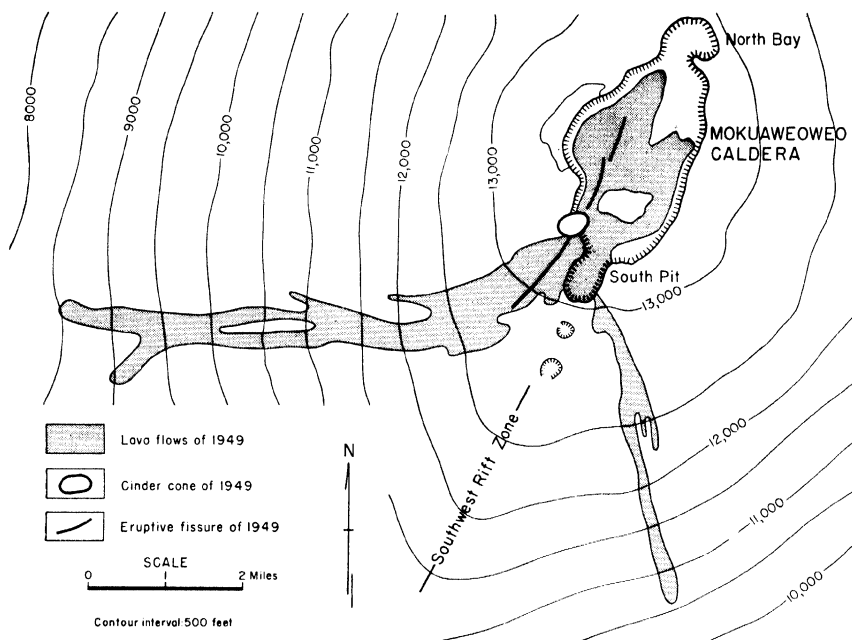 North Bay
MOKUAWEOWEO
CALDERA
South Pit
8000
9000
10,000
11,000
12,000
13,000
13,000
12,000
11,000
10,000
Southwest Rift Zone
Lava flows of 1949
Cinder cone of 1949
Eruptive fissure of 1949
N
SCALE
0 2 Miles
Contour interval:500 feet